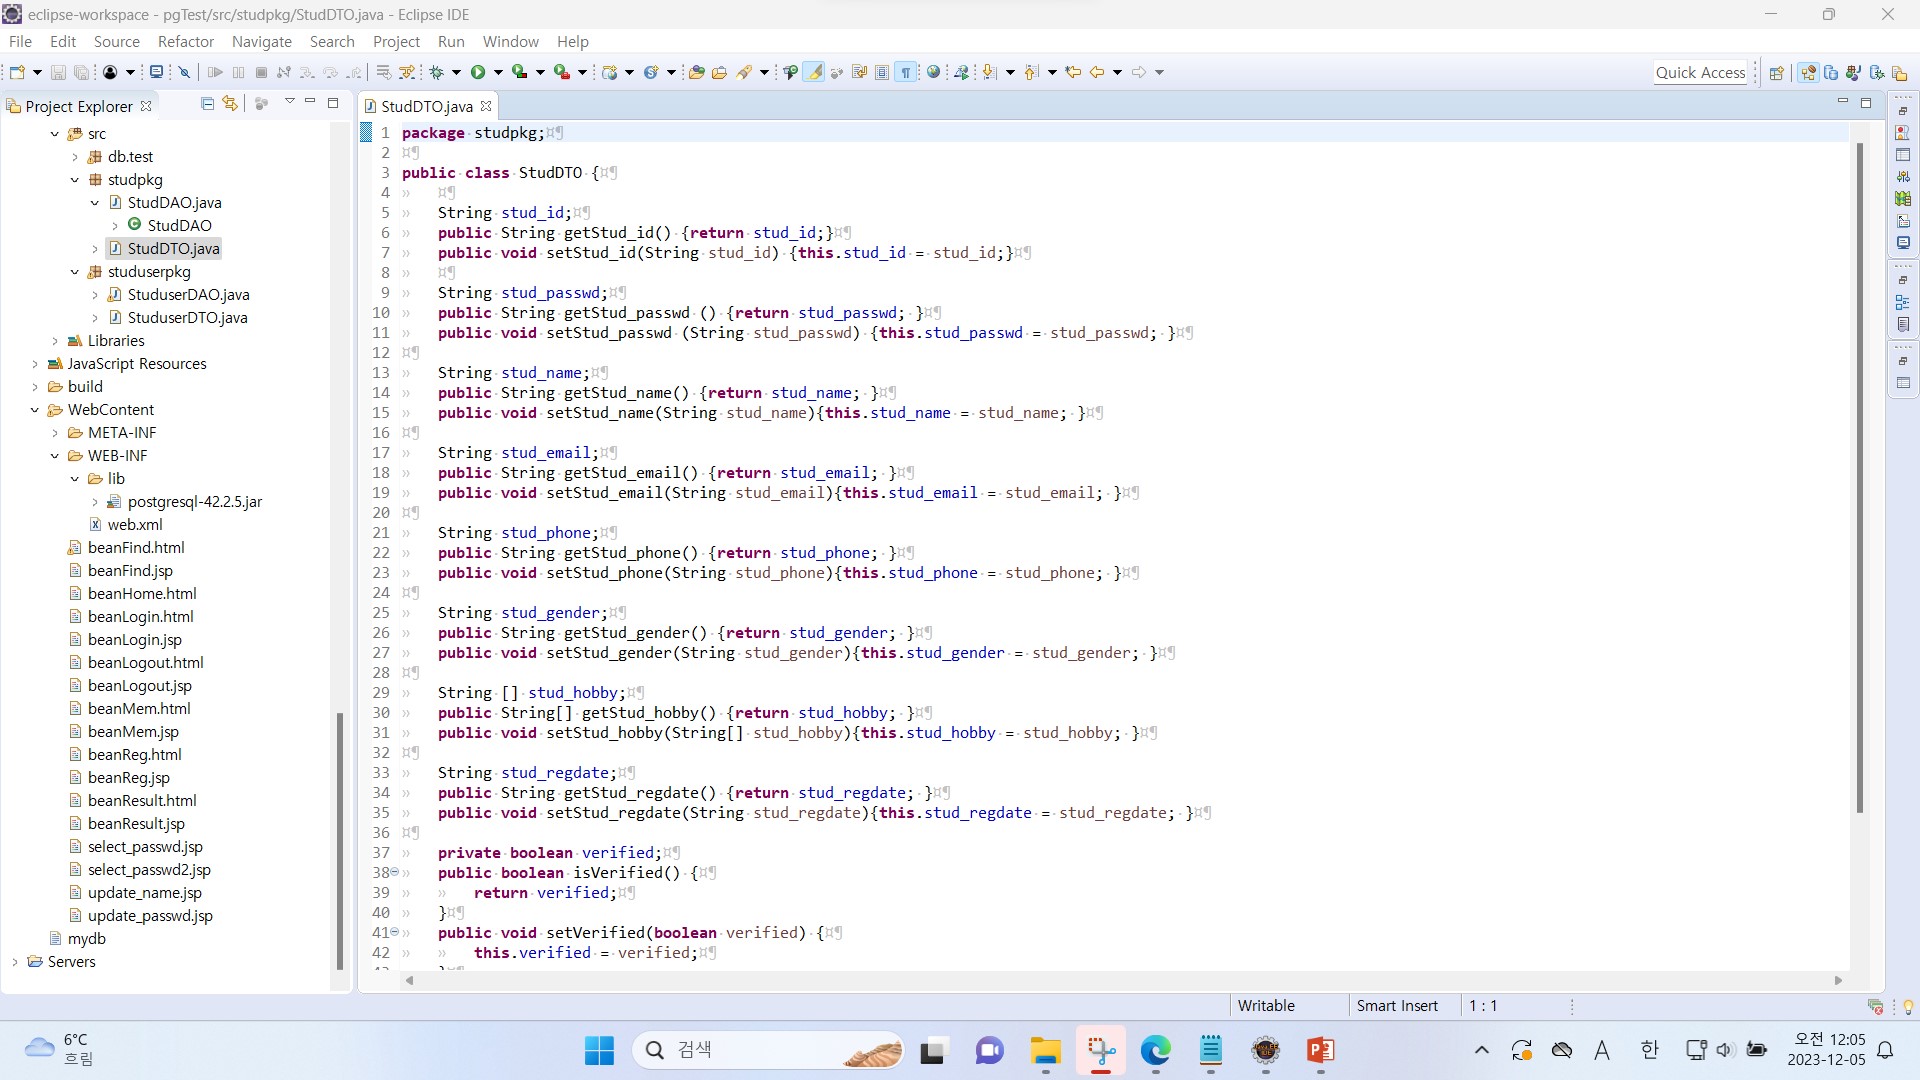 eclipse-workspace - pgTest/src/studpkg/StudDTO.java - Eclipse IDE
File Edit Source Refactor Navigate Search Project Run Window Help
Quick Access
Project Explorer
src
db.test
studpkg
StudDAO.java
StudDAO
StudDTO.java
studuserpkg
StuduserDAO.java
StuduserDTO.java
Libraries
JavaScript Resources
build
WebContent
META-INF
WEB-INF
lib
postgresql-42.2.5.jar
web.xml
beanFind.html
beanFind.jsp
beanHome.html
beanLogin.html
beanLogin.jsp
beanLogout.html
beanLogout.jsp
beanMem.html
beanMem.jsp
beanReg.html
beanReg.jsp
beanResult.html
beanResult.jsp
select_passwd.jsp
select_passwd2.jsp
update_name.jsp
update_passwd.jsp
mydb
Servers
StudDTO.java
1 package studpkg;
2
3 public class StudDTO {
4
5 String stud_id;
6 public String getStud_id() {return stud_id;}
7 public void setStud_id(String stud_id) {this.stud_id = stud_id;}
8
9 String stud_passwd;
10 public String getStud_passwd () {return stud_passwd; }
11 public void setStud_passwd (String stud_passwd) {this.stud_passwd = stud_passwd; }
12
13 String stud_name;
14 public String getStud_name() {return stud_name; }
15 public void setStud_name(String stud_name){this.stud_name = stud_name; }
16
17 String stud_email;
18 public String getStud_email() {return stud_email; }
19 public void setStud_email(String stud_email){this.stud_email = stud_email; }
20
21 String stud_phone;
22 public String getStud_phone() {return stud_phone; }
23 public void setStud_phone(String stud_phone){this.stud_phone = stud_phone; }
24
25 String stud_gender;
26 public String getStud_gender() {return stud_gender; }
27 public void setStud_gender(String stud_gender){this.stud_gender = stud_gender; }
28
29 String [] stud_hobby;
30 public String[] getStud_hobby() {return stud_hobby; }
31 public void setStud_hobby(String[] stud_hobby){this.stud_hobby = stud_hobby; }
32
33 String stud_regdate;
34 public String getStud_regdate() {return stud_regdate; }
35 public void setStud_regdate(String stud_regdate){this.stud_regdate = stud_regdate; }
36
37 private boolean verified;
38 public boolean isVerified() {
39 return verified;
40 }
41 public void setVerified(boolean verified) {
42 this.verified = verified;
Writable Smart Insert 1 : 1
6°C
흐림
검색
A 한
오전 12:05
2023-12-05